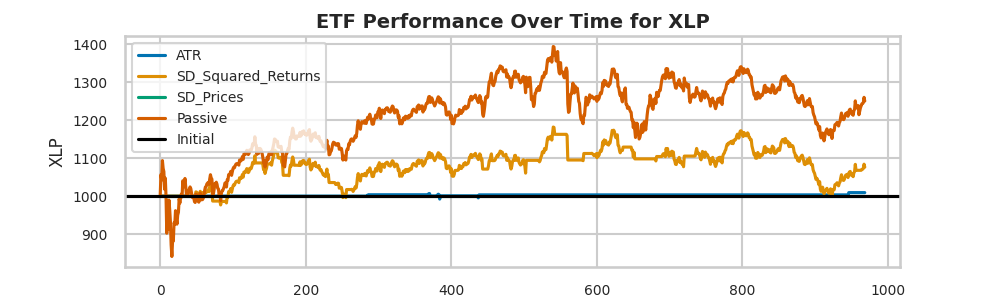 ETF Performance Over Time for XLP
XLP
1400
1300
1200
1100
1000
900
ATR
SD_Squared_Returns
SD_Prices
Passive
Initial
0 200 400 600 800 1000